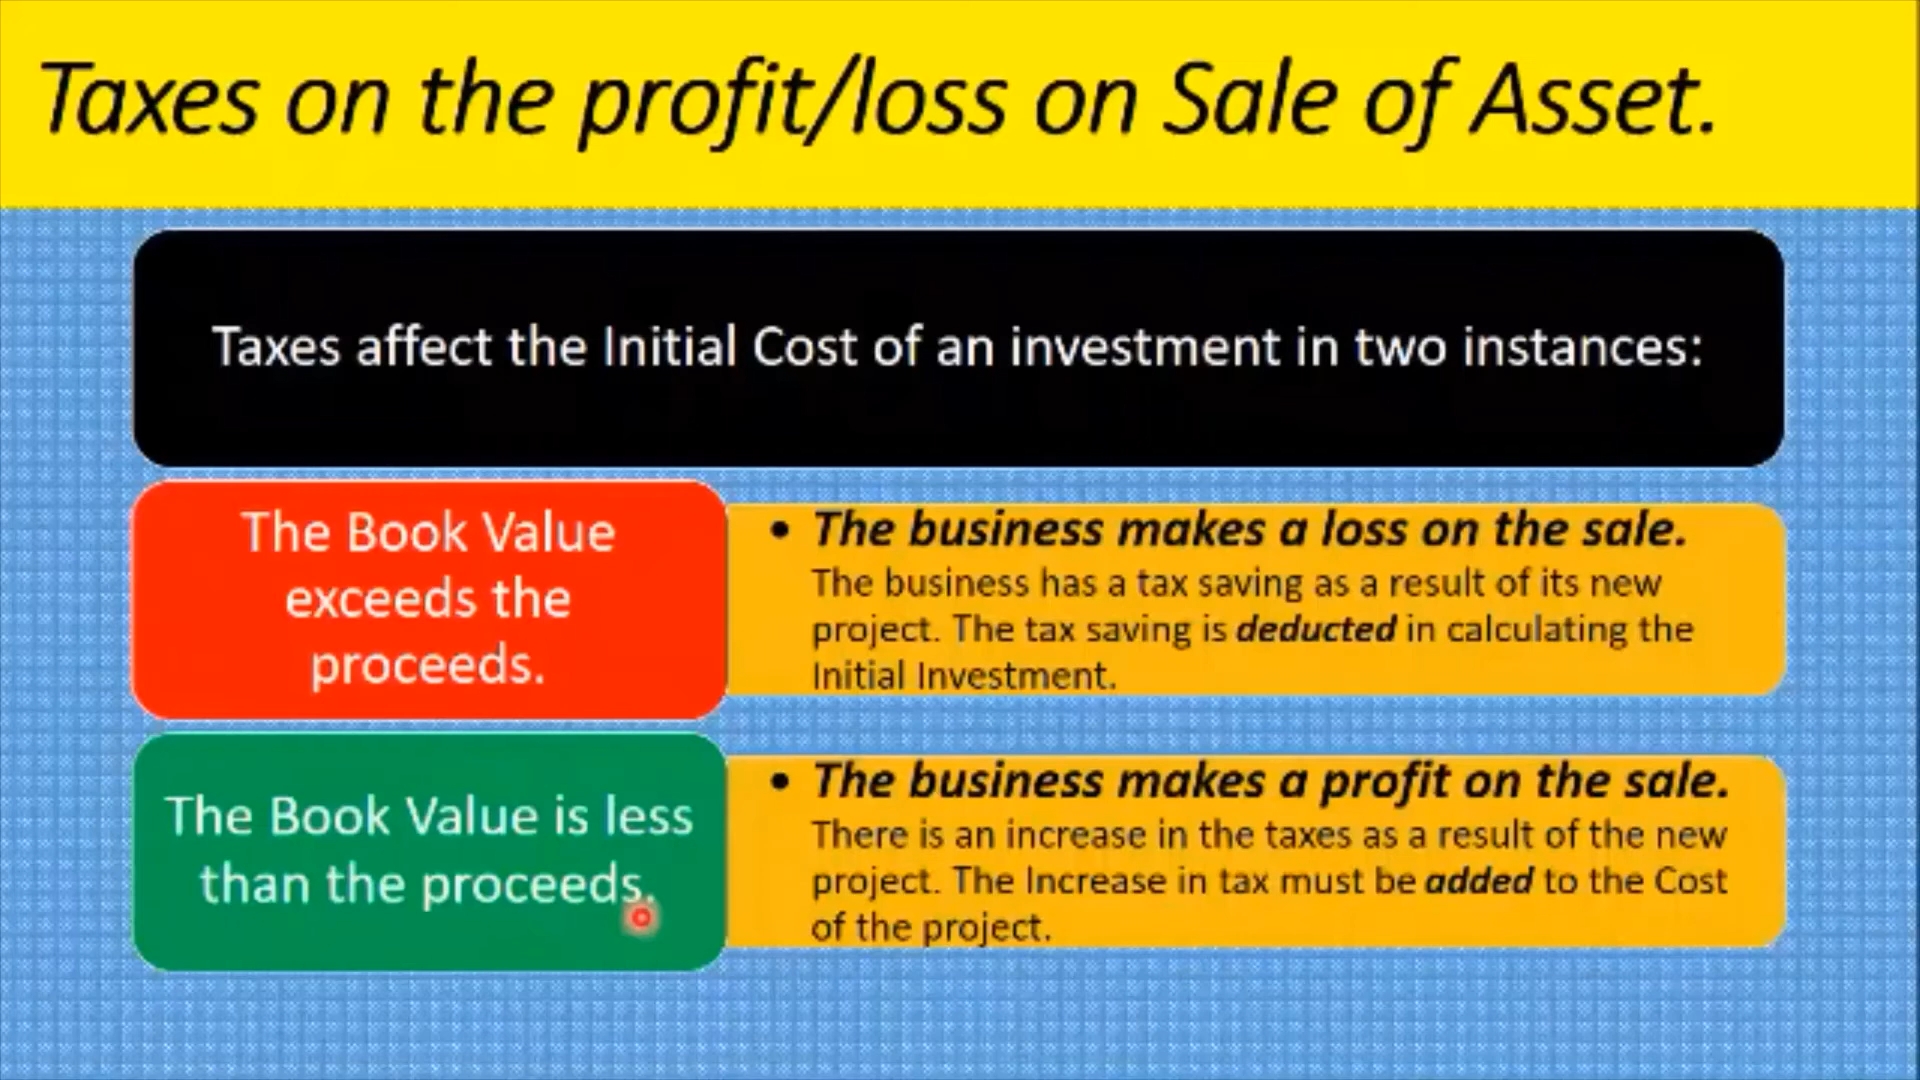 Taxes on the profit/loss on Sale of Asset.
Taxes affect the Initial Cost of an investment in two instances:
The Book Value
exceeds the
proceeds.
• The business makes a loss on the sale.
The business has a tax saving as a result of its new
project. The tax saving is deducted in calculating the
Initial Investment.
The Book Value is less
than the proceeds.
• The business makes a profit on the sale.
There is an increase in the taxes as a result of the new
project. The Increase in tax must be added to the Cost
of the project.